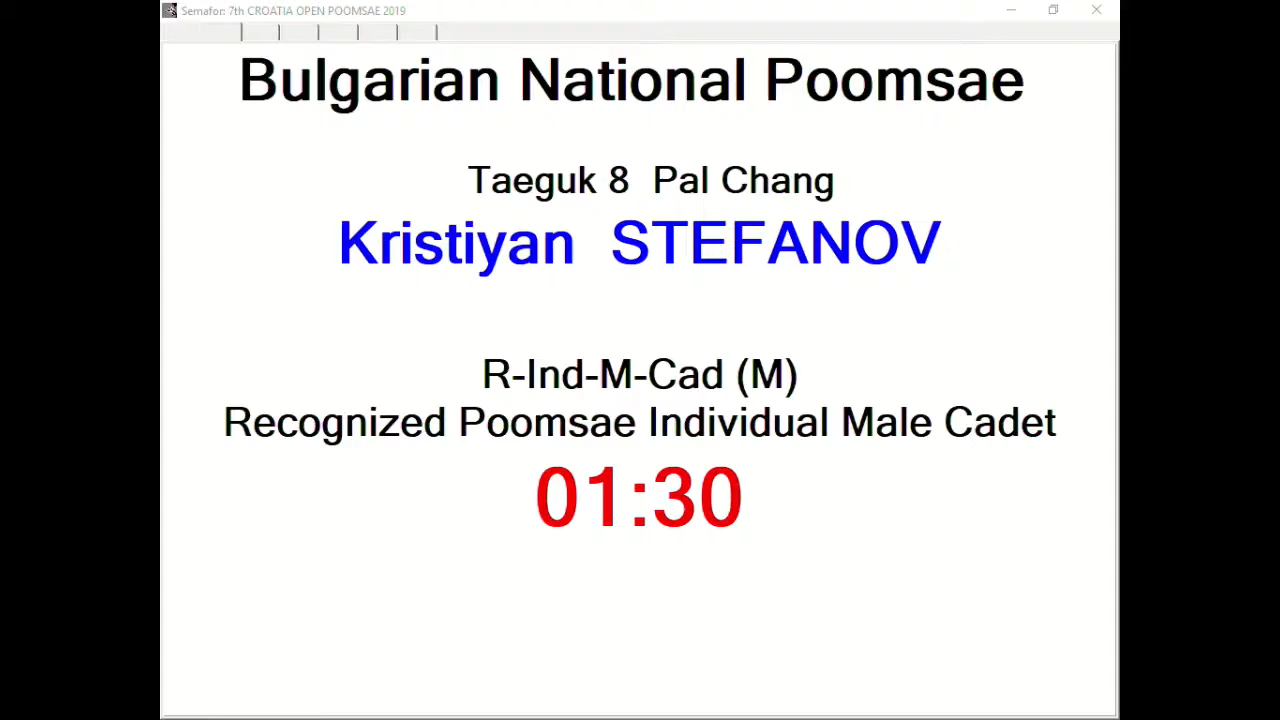 Semafor: 7th CROATIA OPEN POOMSAE 2019
Bulgarian National Poomsae
Taeguk 8 Pal Chang
Kristiyan STEFANOV
R-Ind-M-Cad (M)
Recognized Poomsae Individual Male Cadet
01:30